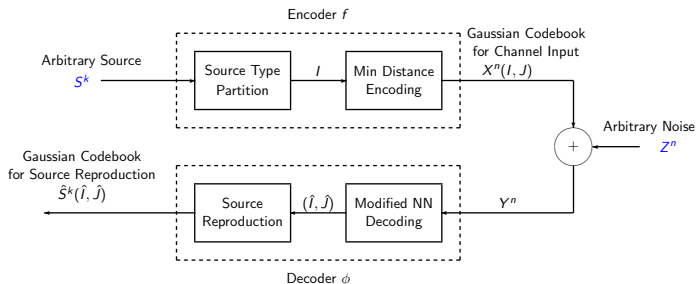 Encoder f
Gaussian Codebook
for Channel Input
X^n(I, J)
Arbitrary Source
S^k
Source Type
Partition
I
Min Distance
Encoding
Arbitrary Noise
Z^n
+
Gaussian Codebook
for Source Reproduction
Ŝ^k(Î, Ĵ)
Source
Reproduction
(Î, Ĵ)
Modified NN
Decoding
Y^n
Decoder ϕ